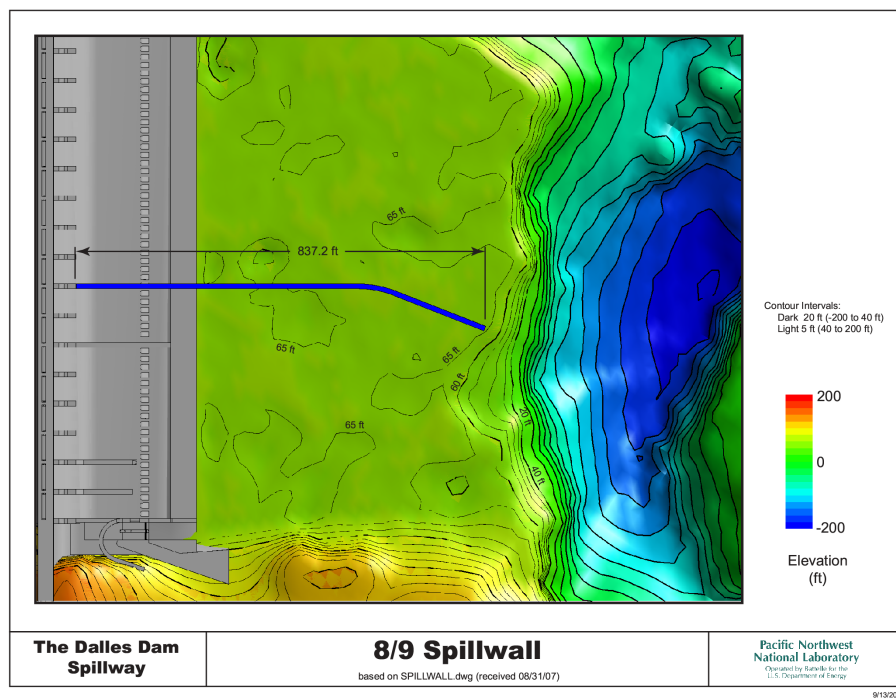 65 ft
837.2 ft
65 ft
65 ft
60 ft
20 ft
65 ft
40 ft
Contour Intervals:
Dark 20 ft (-200 to 40 ft)
Light 5 ft (40 to 200 ft)
200
0
-200
Elevation
(ft)
The Dalles Dam
Spillway
8/9 Spillwall
based on SPILLWALL.dwg (received 08/31/07)
Pacific Northwest
National Laboratory
Operated by Battelle for the
U.S. Department of Energy
9/13/20